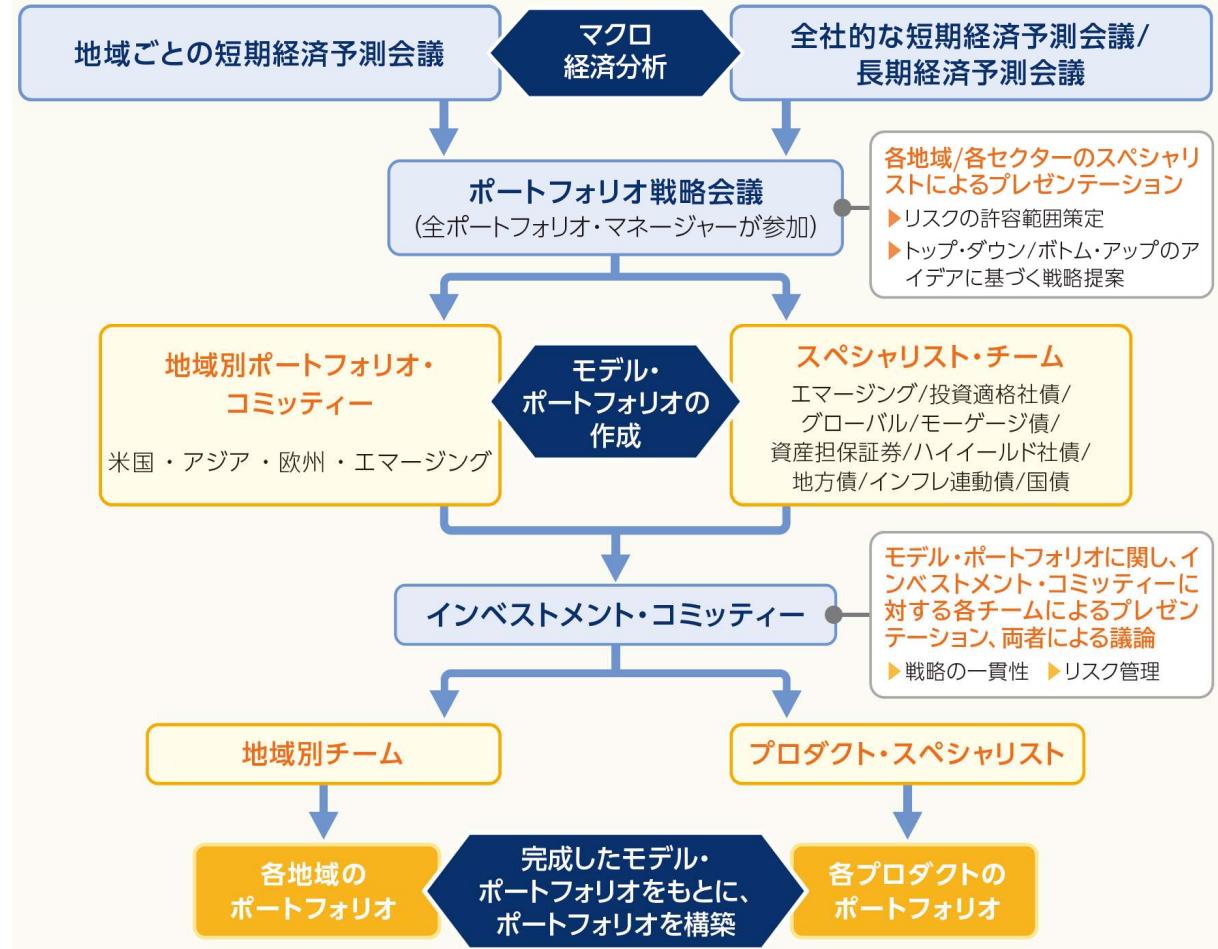 地域ごとの短期経済予測会議
マクロ
経済分析
全社的な短期経済予測会議/
長期経済予測会議
ポートフォリオ戦略会議
(全ポートフォリオ・マネージャーが参加)
各地域/各セクターのスペシャリ
ストによるプレゼンテーション
▶リスクの許容範囲策定
▶トップ・ダウン/ボトム・アップのア
イデアに基づく戦略提案
地域別ポートフォリオ・
コミッティー
米国 ・ アジア ・ 欧州 ・ エマージング
モデル・
ポートフォリオの
作成
スペシャリスト・チーム
エマージング/投資適格社債/
グローバル/モーゲージ債/
資産担保証券/ハイイールド社債/
地方債/インフレ連動債/国債
インベストメント・コミッティー
モデル・ポートフォリオに関し、イ
ンベストメント・コミッティーに
対する各チームによるプレゼン
テーション、両者による議論
▶戦略の一貫性 ▶リスク管理
地域別チーム
プロダクト・スペシャリスト
各地域の
ポートフォリオ
完成したモデル・
ポートフォリオをもとに、
ポートフォリオを構築
各プロダクトの
ポートフォリオ